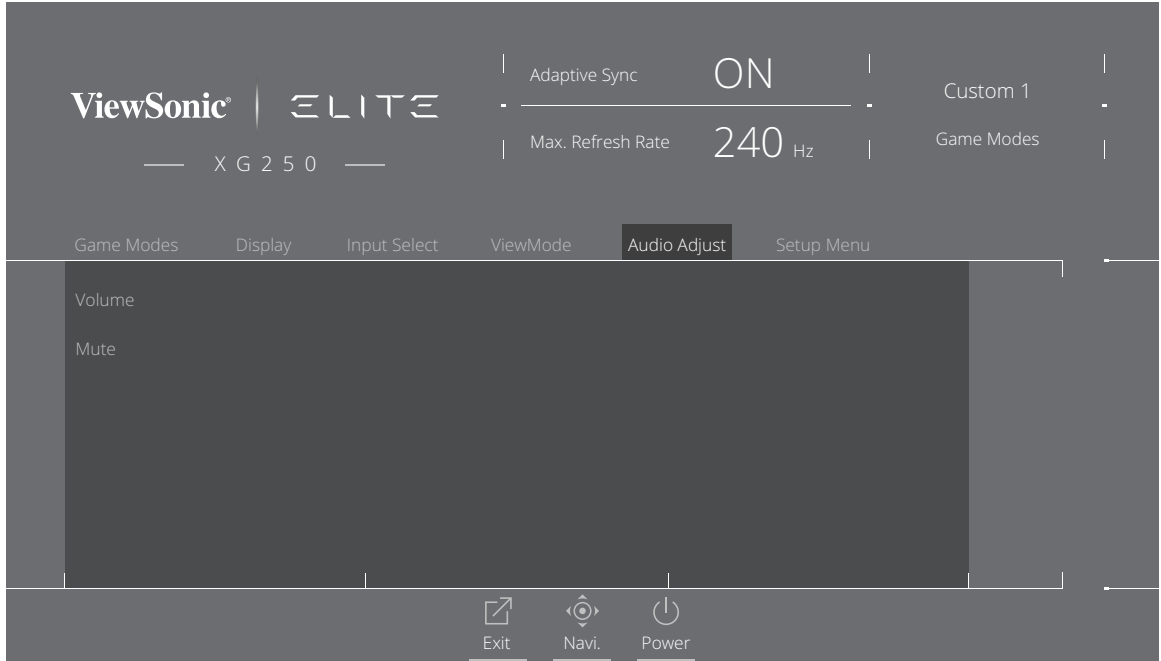 ViewSonic® ELITE
XG250
Adaptive Sync ON
Max. Refresh Rate 240 Hz
Custom 1
Game Modes
Game Modes Display Input Select ViewMode Audio Adjust Setup Menu
Volume
Mute
Exit Navi. Power